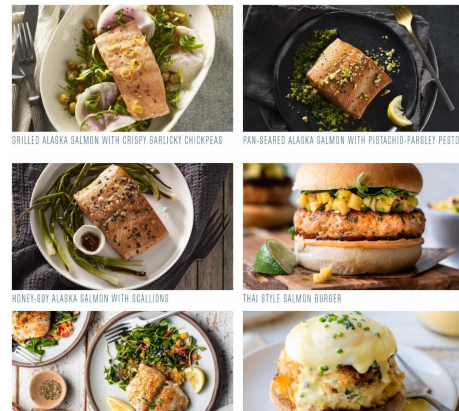 GRILLED ALASKA SALMON WITH CRISPY GARLICKY CHICKPEAS
PAN-SEARED ALASKA SALMON WITH PISTACHIO-PARSLEY PESTO
HONEY-SOY ALASKA SALMON WITH SCALLIONS
THAI STYLE SALMON BURGER